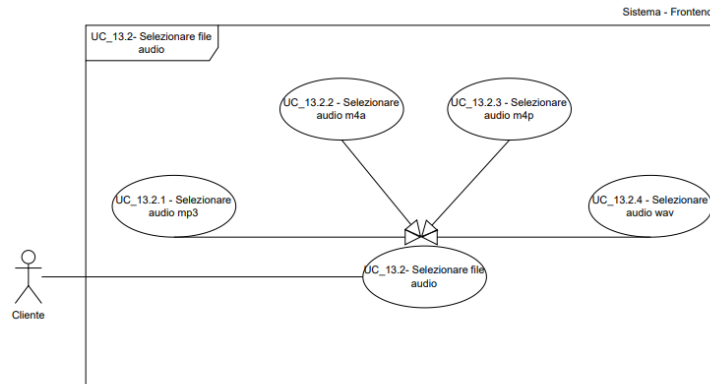 Sistema - Frontend
UC_13.2- Selezionare file
audio
UC_13.2.2 - Selezionare
audio m4a
UC_13.2.3 - Selezionare
audio m4p
UC_13.2.1 - Selezionare
audio mp3
UC_13.2.4 - Selezionare
audio wav
UC_13.2- Selezionare file
audio
Cliente